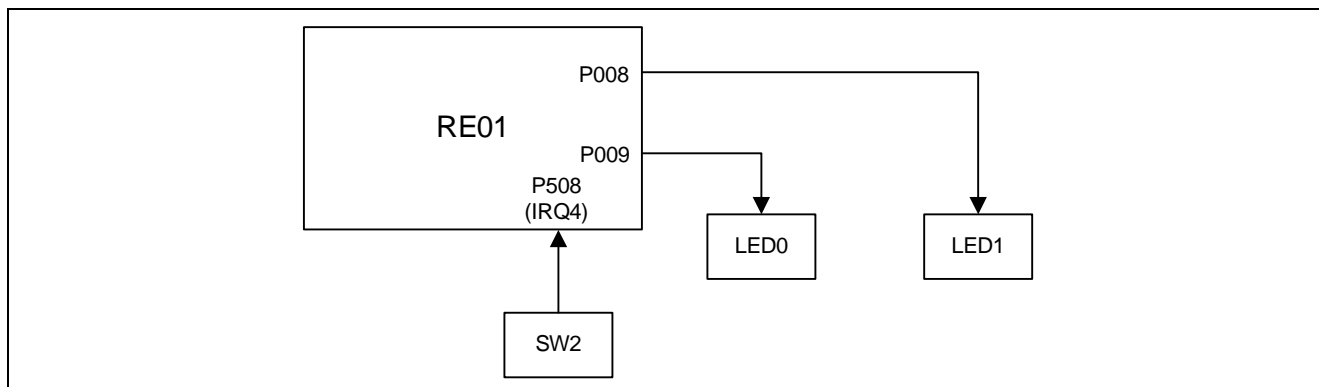 P008
RE01
P009
P508
(IRQ4)
LED0
LED1
SW2